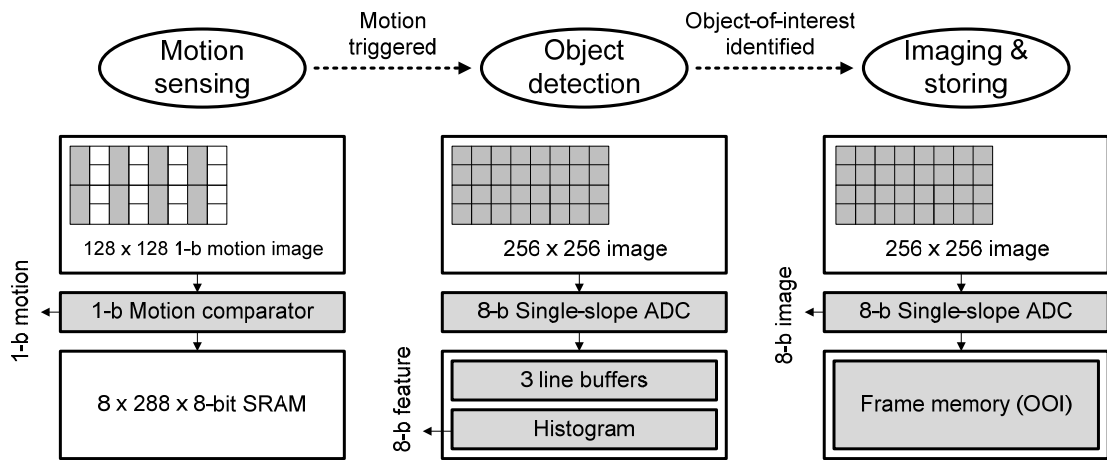 Motion
sensing
Motion
triggered
Object
detection
Object-of-interest
identified
Imaging &
storing
128 x 128 1-b motion image
1-b Motion comparator
1-b motion
8 x 288 x 8-bit SRAM
256 x 256 image
8-b Single-slope ADC
3 line buffers
Histogram
8-b feature
256 x 256 image
8-b Single-slope ADC
8-b image
Frame memory (OOI)